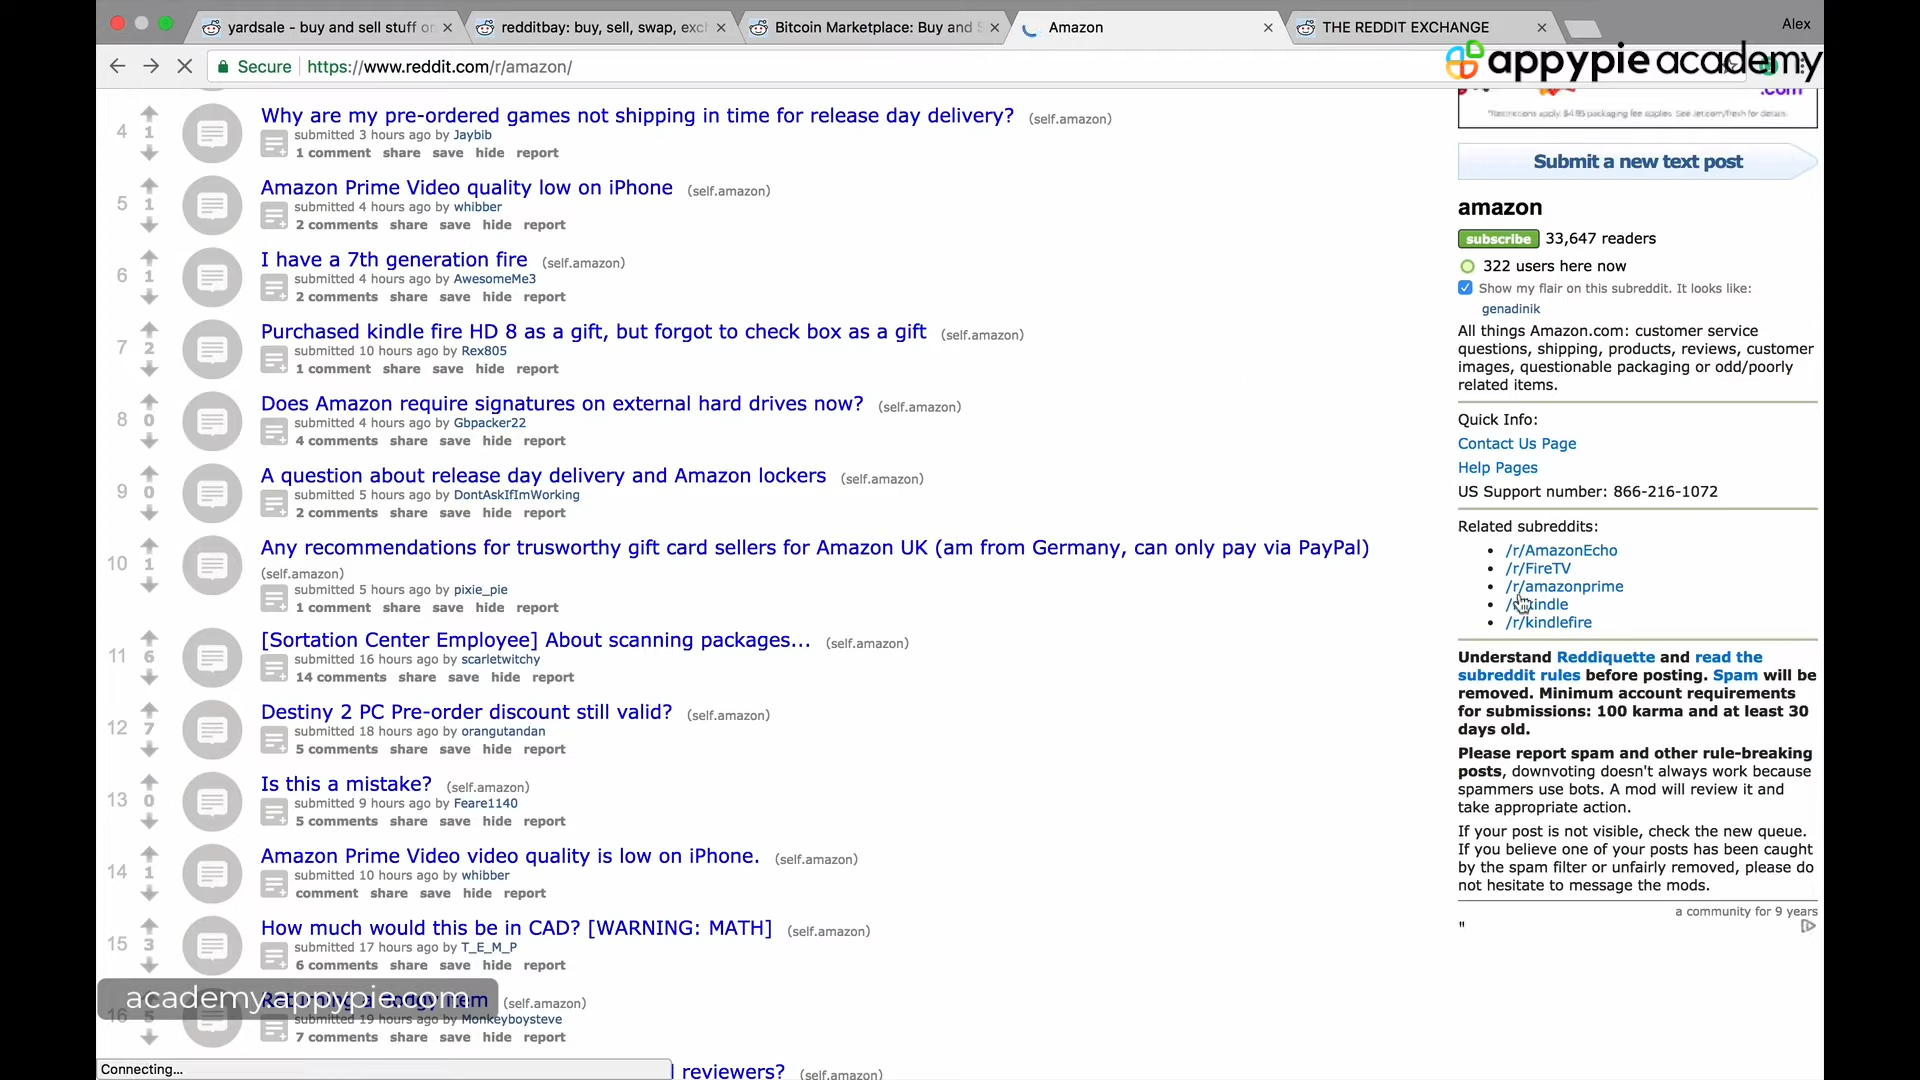 yardsale - buy and sell stuff on
redditbay: buy, sell, swap, exch
Bitcoin Marketplace: Buy and S
Amazon
THE REDDIT EXCHANGE
Alex
Secure
https://www.reddit.com/r/amazon/
appypie academy
.com
*Restrictions apply. $4.95 packaging fee applies. See Jet.com/fresh for details.
4 1 Why are my pre-ordered games not shipping in time for release day delivery? (self.amazon)
submitted 3 hours ago by Jaybib
1 comment share save hide report
5 1 Amazon Prime Video quality low on iPhone (self.amazon)
submitted 4 hours ago by whibber
2 comments share save hide report
6 1 I have a 7th generation fire (self.amazon)
submitted 4 hours ago by AwesomeMe3
2 comments share save hide report
7 2 Purchased kindle fire HD 8 as a gift, but forgot to check box as a gift (self.amazon)
submitted 10 hours ago by Rex805
1 comment share save hide report
8 0 Does Amazon require signatures on external hard drives now? (self.amazon)
submitted 4 hours ago by Gbpacker22
4 comments share save hide report
9 0 A question about release day delivery and Amazon lockers (self.amazon)
submitted 5 hours ago by DontAskIfImWorking
2 comments share save hide report
10 1 Any recommendations for trusworthy gift card sellers for Amazon UK (am from Germany, can only pay via PayPal)
(self.amazon)
submitted 5 hours ago by pixie_pie
1 comment share save hide report
11 6 [Sortation Center Employee] About scanning packages... (self.amazon)
submitted 16 hours ago by scarletwitchy
14 comments share save hide report
12 7 Destiny 2 PC Pre-order discount still valid? (self.amazon)
submitted 18 hours ago by orangutandan
5 comments share save hide report
13 0 Is this a mistake? (self.amazon)
submitted 9 hours ago by Feare1140
5 comments share save hide report
14 1 Amazon Prime Video video quality is low on iPhone. (self.amazon)
submitted 10 hours ago by whibber
comment share save hide report
15 3 How much would this be in CAD? [WARNING: MATH] (self.amazon)
submitted 17 hours ago by T_E_M_P
6 comments share save hide report
academy.appypie.com
16 5 Returning a dodgy item (self.amazon)
submitted 19 hours ago by Monkeyboysteve
7 comments share save hide report
Connecting...
reviewers? (self.amazon)
Submit a new text post
amazon
subscribe 33,647 readers
322 users here now
Show my flair on this subreddit. It looks like:
genadinik
All things Amazon.com: customer service
questions, shipping, products, reviews, customer
images, questionable packaging or odd/poorly
related items.
Quick Info:
Contact Us Page
Help Pages
US Support number: 866-216-1072
Related subreddits:
• /r/AmazonEcho
• /r/FireTV
• /r/amazonprime
• /r/kindle
• /r/kindlefire
Understand Reddiquette and read the
subreddit rules before posting. Spam will be
removed. Minimum account requirements
for submissions: 100 karma and at least 30
days old.
Please report spam and other rule-breaking
posts, downvoting doesn't always work because
spammers use bots. A mod will review it and
take appropriate action.
If your post is not visible, check the new queue.
If you believe one of your posts has been caught
by the spam filter or unfairly removed, please do
not hesitate to message the mods.
a community for 9 years
"